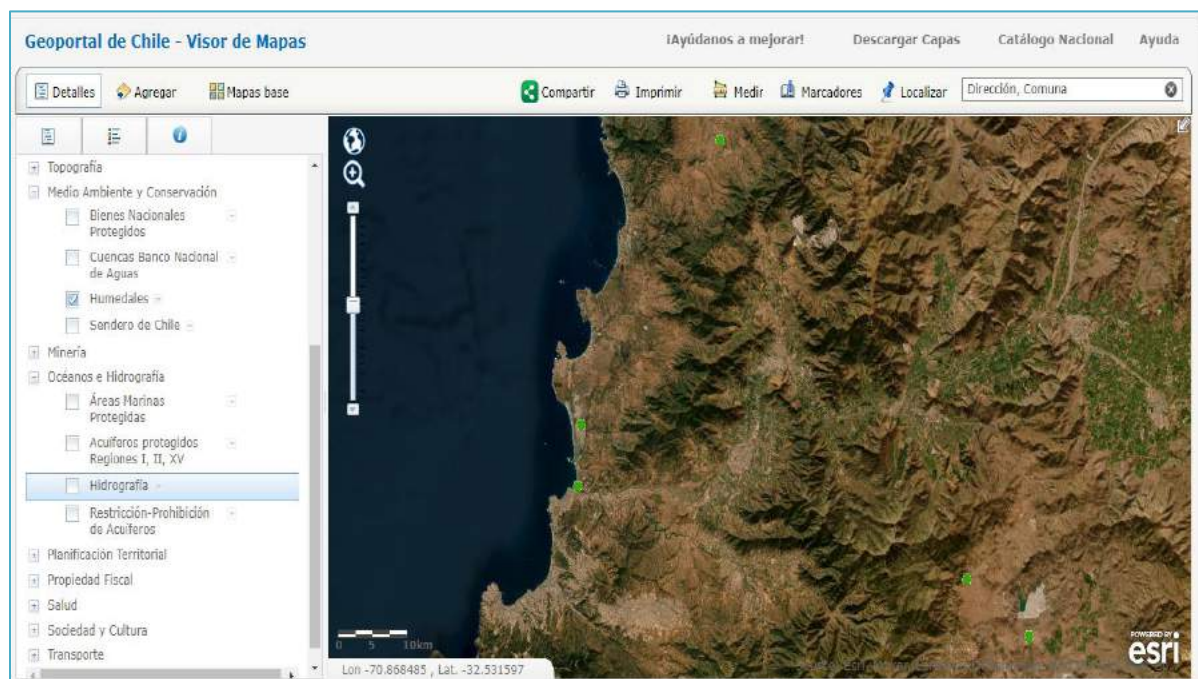 Geoportal de Chile - Visor de Mapas
¡Ayúdanos a mejorar!
Descargar Capas
Catálogo Nacional
Ayuda
Detalles
Agregar
Mapas base
Compartir
Imprimir
Medir
Marcadores
Localizar
Dirección, Comuna
Topografía
Medio Ambiente y Conservación
Bienes Nacionales
Protegidos
Cuencas Banco Nacional
de Aguas
Humedales
Sendero de Chile
Minería
Océanos e Hidrografía
Áreas Marinas
Protegidas
Acuíferos protegidos
Regiones I, II, XV
Hidrografía
Restricción-Prohibición
de Acuíferos
Planificación Territorial
Propiedad Fiscal
Salud
Sociedad y Cultura
Transporte
0 5 10km
Lon -70.868485 , Lat. -32.531597
Source: Esri,
POWERED BY
esri